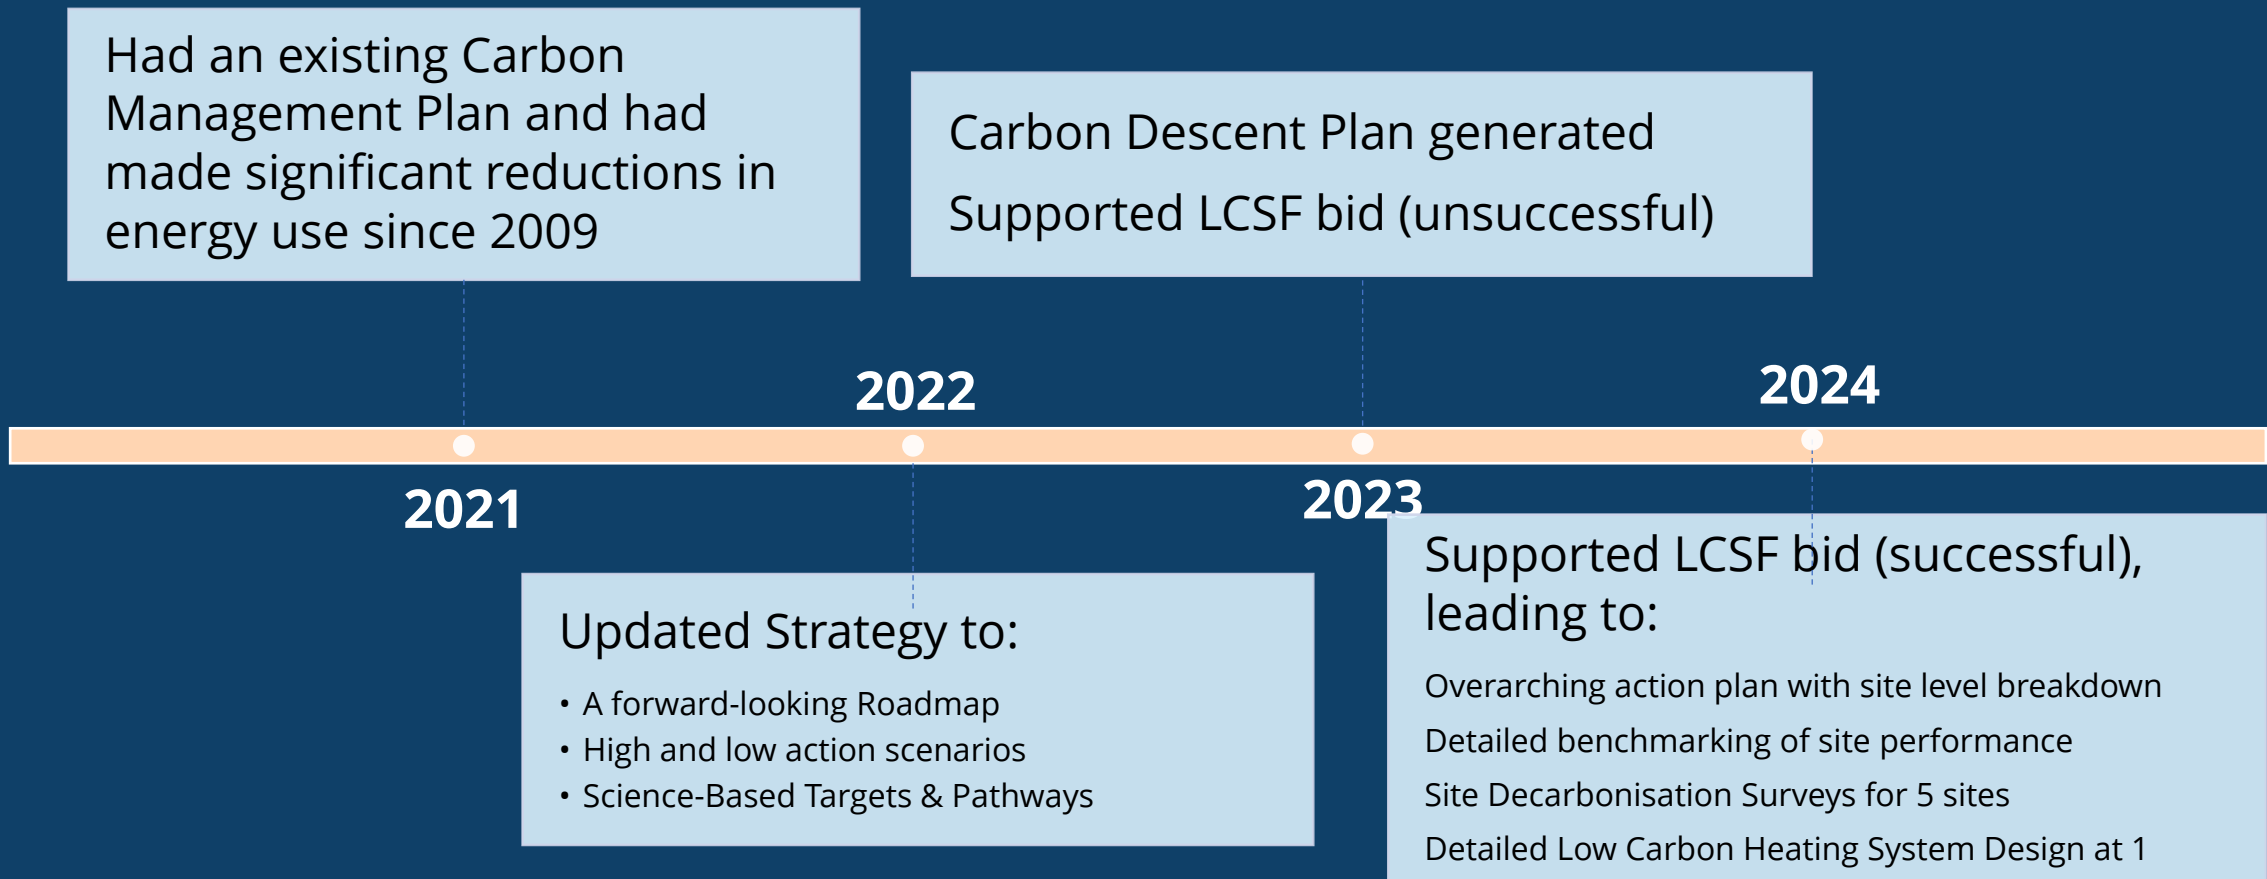 Had an existing Carbon
Management Plan and had
made significant reductions in
energy use since 2009
Carbon Descent Plan generated
Supported LCSF bid (unsuccessful)
2022
2024
2021
2023
Updated Strategy to:
• A forward-looking Roadmap
• High and low action scenarios
• Science-Based Targets & Pathways
Supported LCSF bid (successful),
leading to:
Overarching action plan with site level breakdown
Detailed benchmarking of site performance
Site Decarbonisation Surveys for 5 sites
Detailed Low Carbon Heating System Design at 1